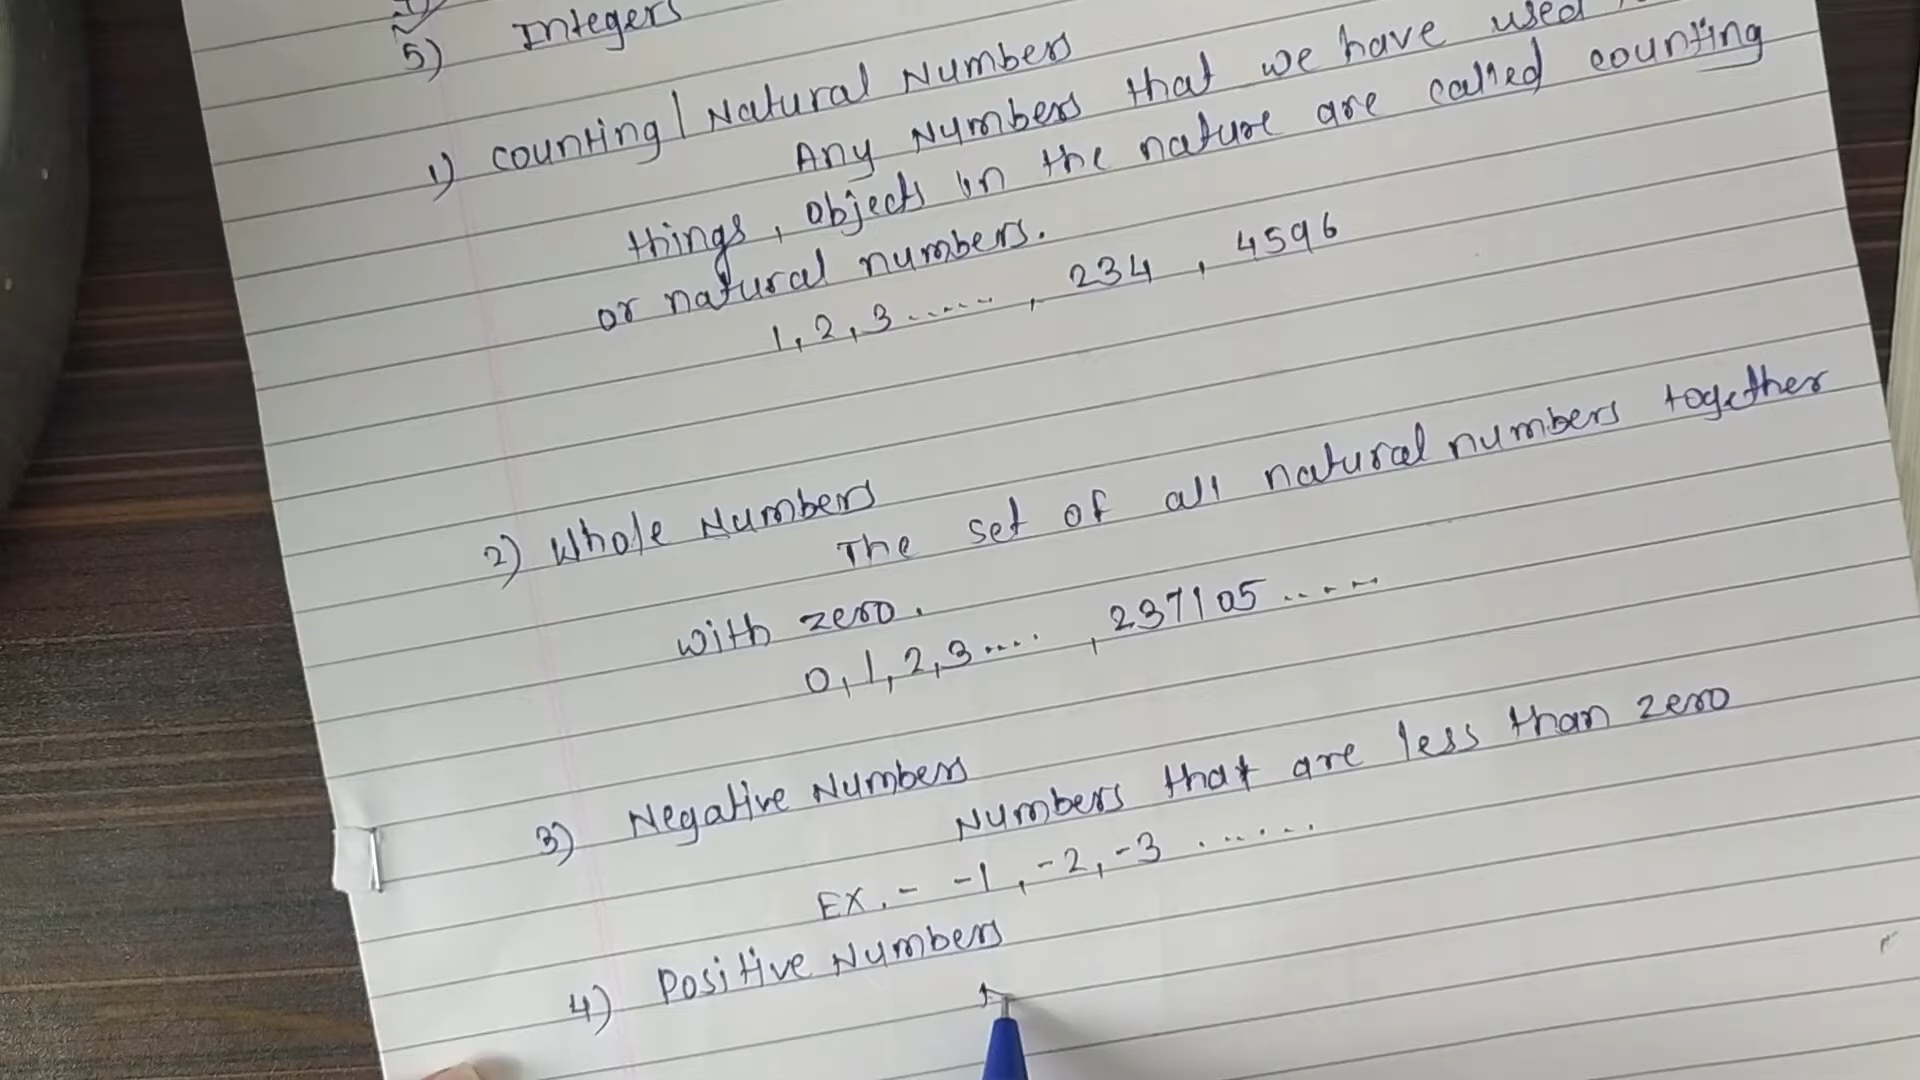 5) Integers
1) Counting | Natural Numbers
Any Numbers that we have used
things, objects in the nature are called counting
or natural numbers.
1, 2, 3 ......, 234, 4596
2) Whole Numbers
The set of all natural numbers together
with zero.
0, 1, 2, 3 .... , 237105 .....
3) Negative Numbers
Numbers that are less than zero
EX. - -1, -2, -3 ......
4) Positive Numbers